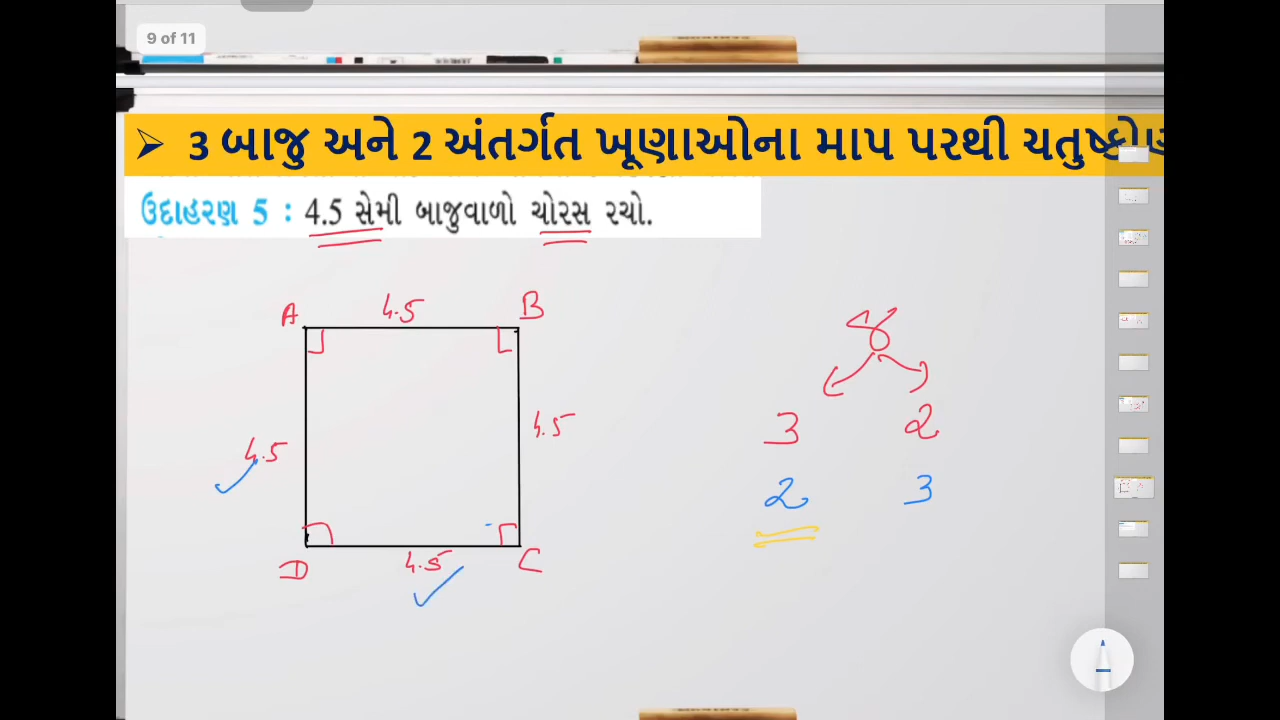 9 of 11
➢ 3 બાજુ અને 2 અંતર્ગત ખૂણાઓના માપ પરથી ચતુષ્કોણ
ઉદાહરણ 5 : 4.5 સેમી બાજુવાળો ચોરસ રચો.
A 4.5 B
8
4.5 4.5
3 2
2 3
D 4.5 C